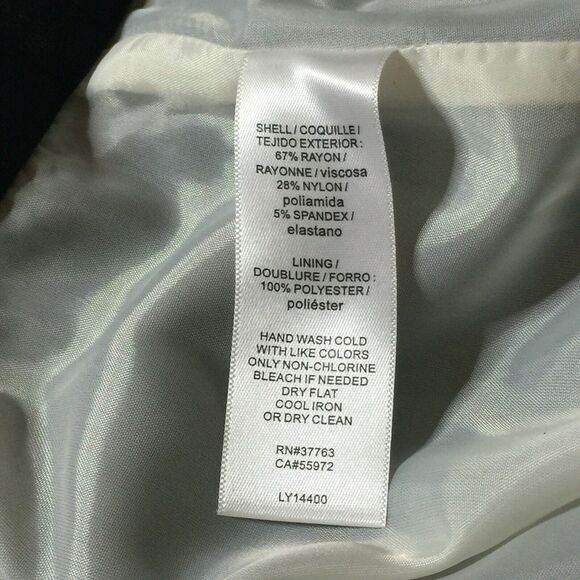 SHELL / COQUILLE /
TEJIDO EXTERIOR :
67% RAYON /
RAYONNE / viscosa
28% NYLON /
poliamida
5% SPANDEX /
elastano
LINING /
DOUBLURE / FORRO :
100% POLYESTER /
poliéster
HAND WASH COLD
WITH LIKE COLORS
ONLY NON-CHLORINE
BLEACH IF NEEDED
DRY FLAT
COOL IRON
OR DRY CLEAN
RN#37763
CA#55972
LY14400